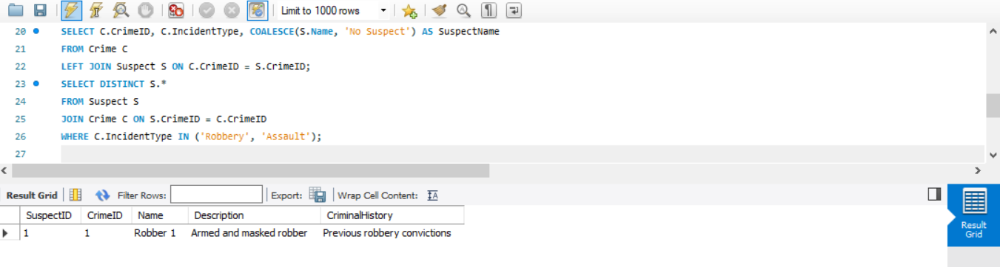 Limit to 1000 rows
20 SELECT C.CrimeID, C.IncidentType, COALESCE(S.Name, 'No Suspect') AS SuspectName
21 FROM Crime C
22 LEFT JOIN Suspect S ON C.CrimeID = S.CrimeID;
23 SELECT DISTINCT S.*
24 FROM Suspect S
25 JOIN Crime C ON S.CrimeID = C.CrimeID
26 WHERE C.IncidentType IN ('Robbery', 'Assault');
27
Result Grid Filter Rows: Export: Wrap Cell Content: IA
SuspectID CrimeID Name Description CriminalHistory
1 1 Robber 1 Armed and masked robber Previous robbery convictions
Result
Grid